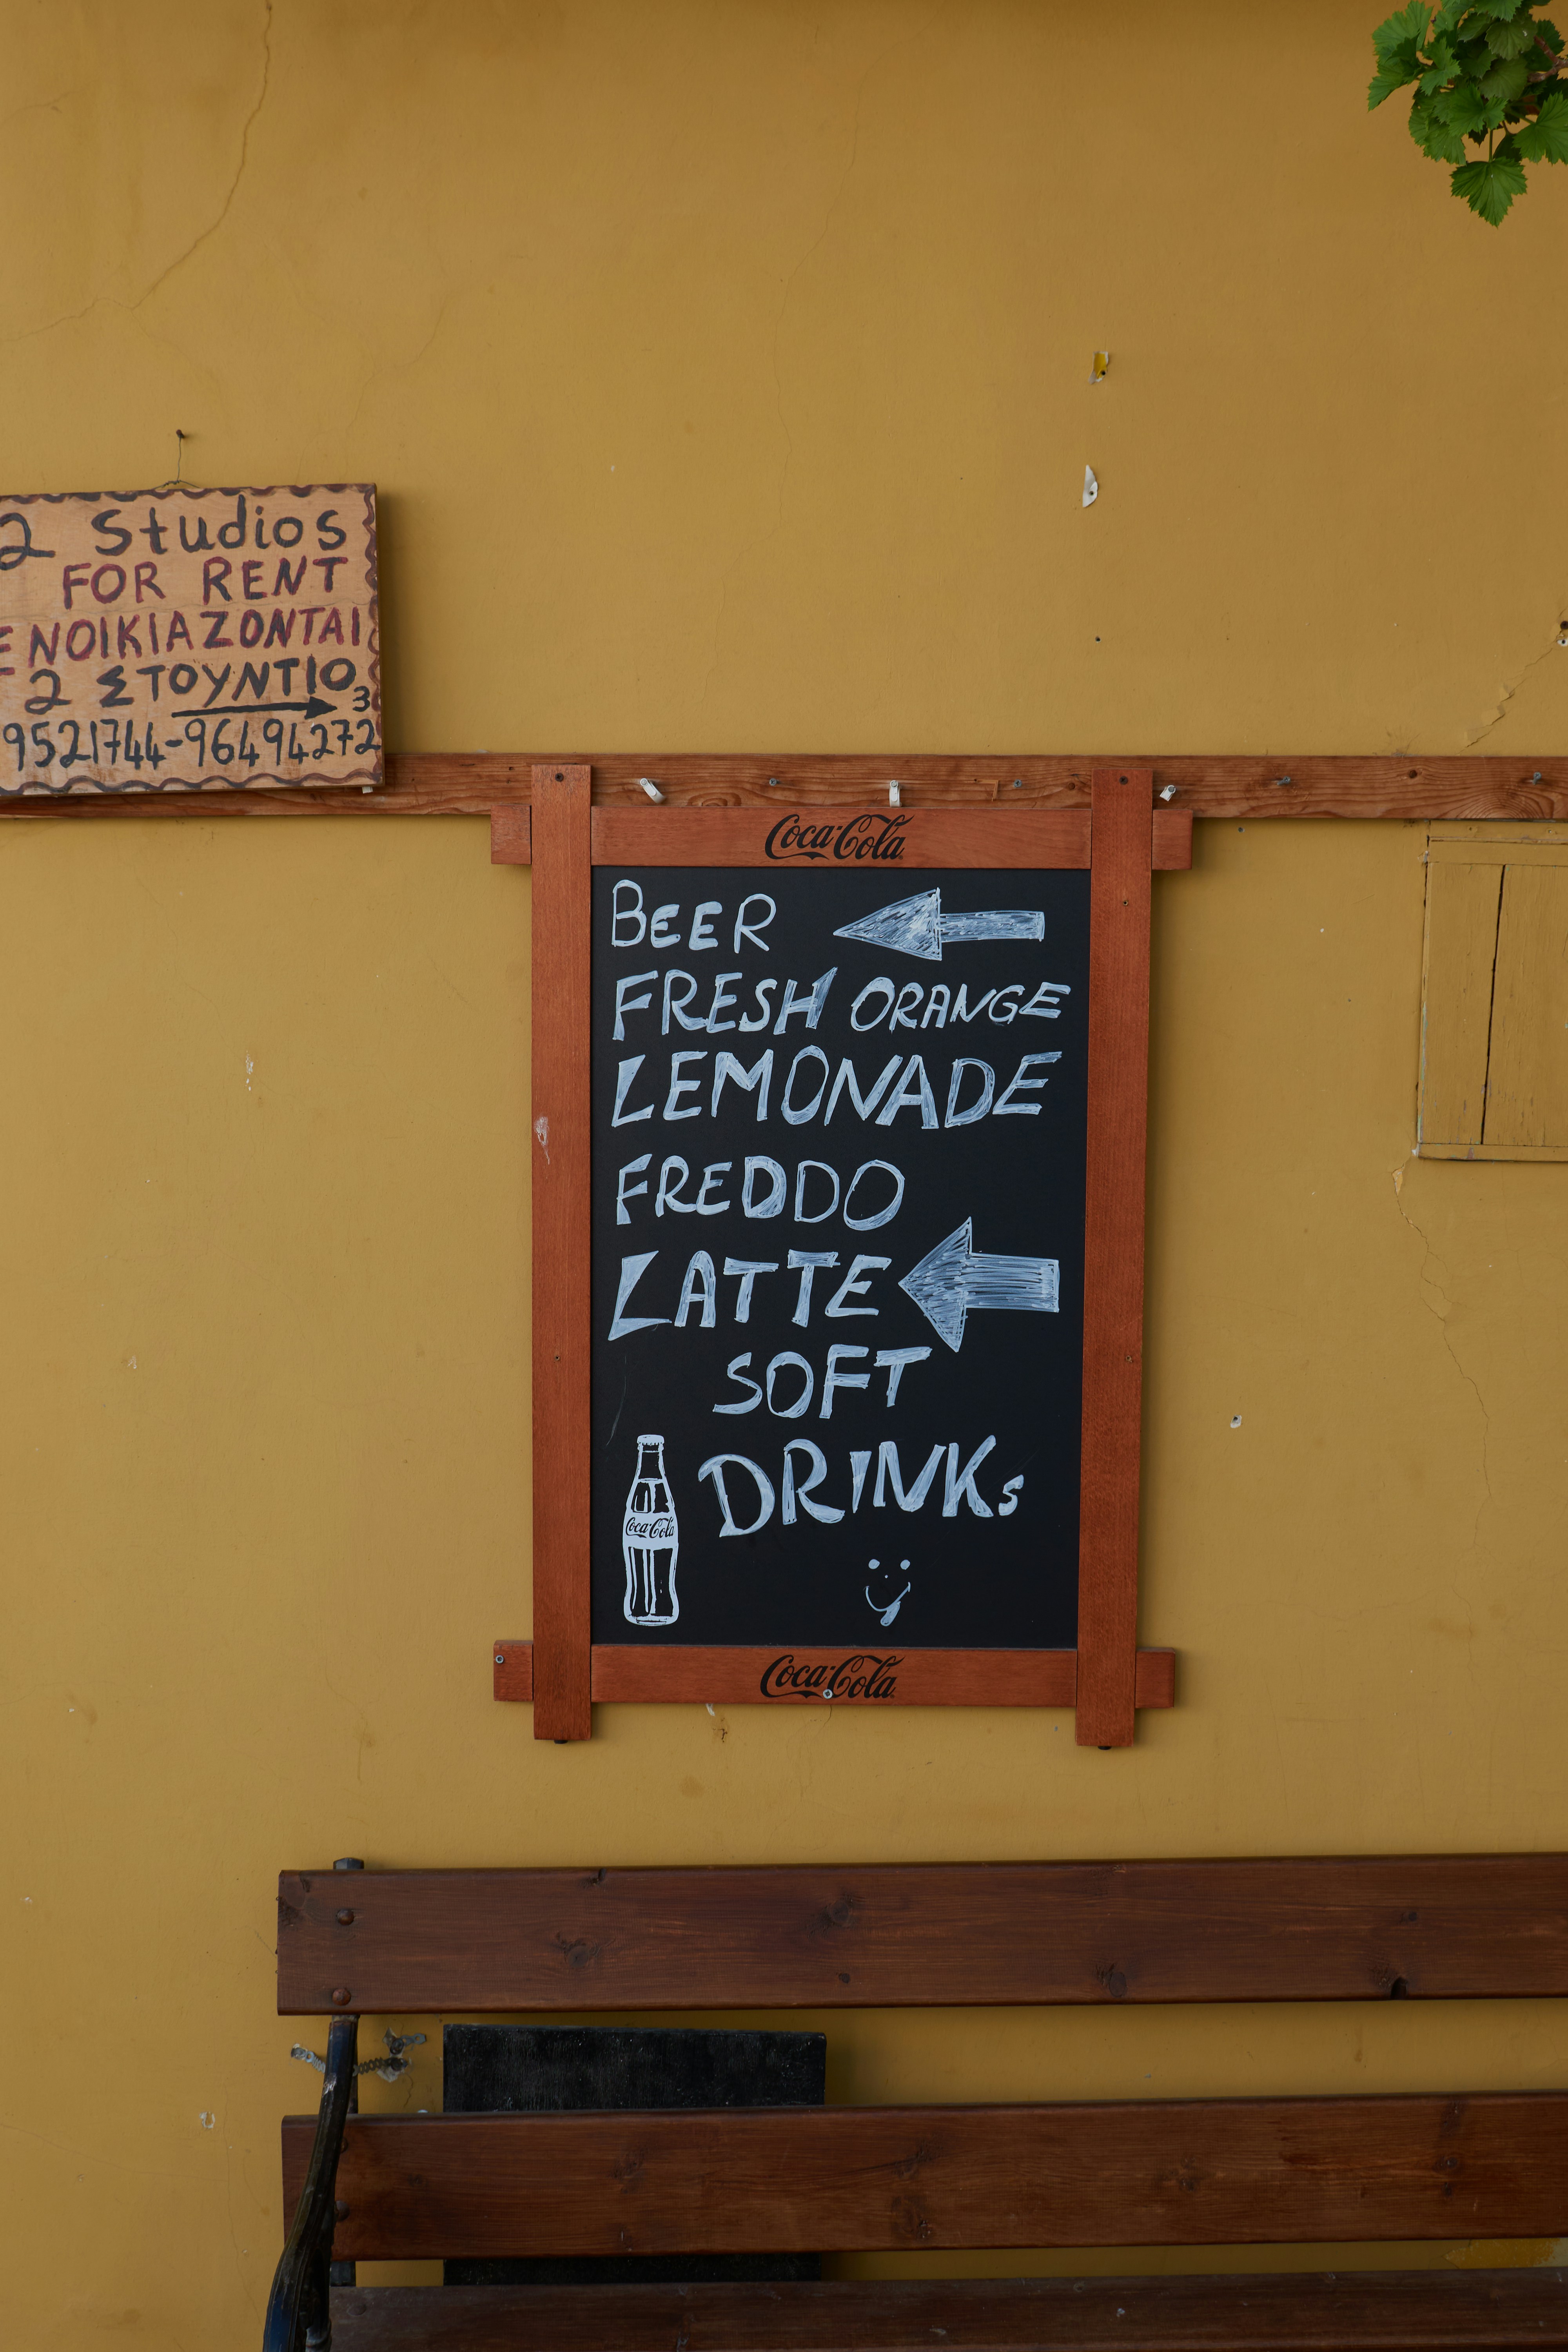 2 Studios
FOR RENT
ΕΝΟΙΚΙΑΖΟΝΤΑΙ
2 ΣΤΟΥΝΤΙΟ
3
9521744-96494272
Coca-Cola
BEER
FRESH ORANGE
LEMONADE
FREDDO
LATTE
SOFT
DRINKs
Coca-Cola
Coca-Cola